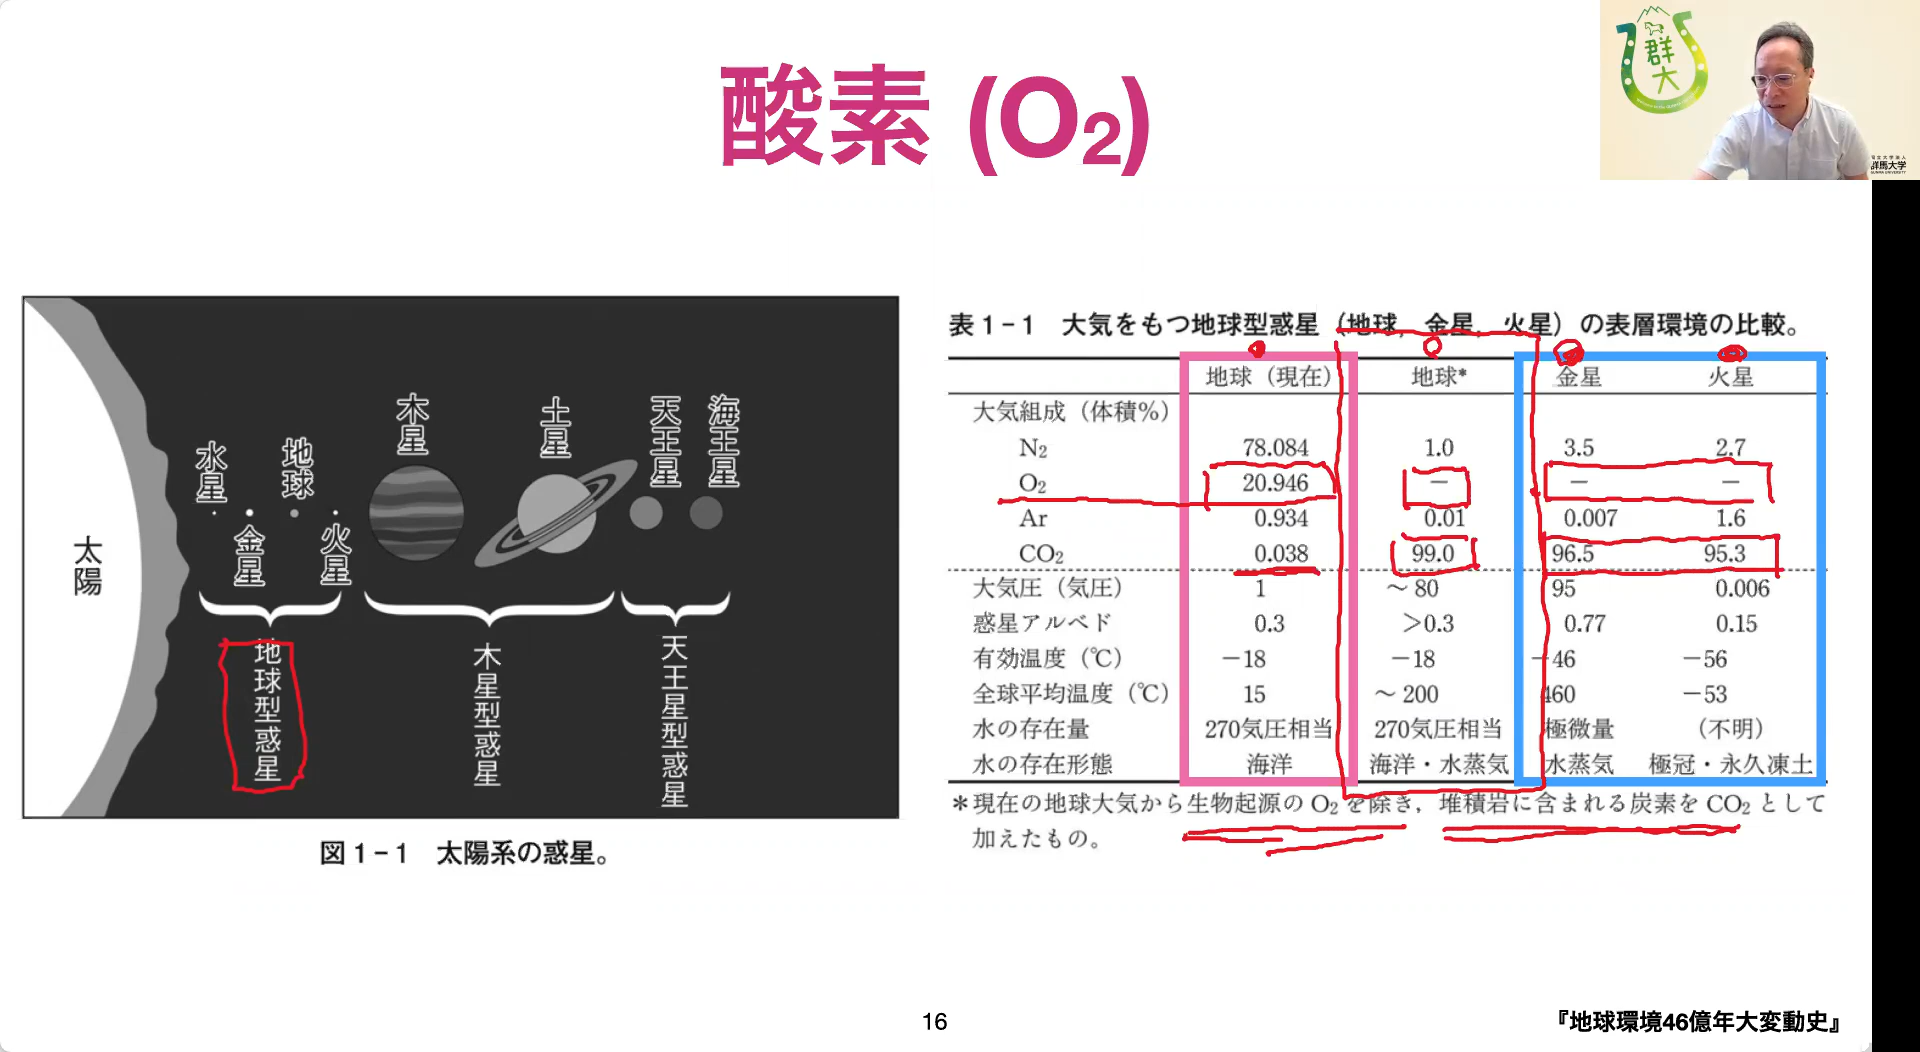 酸素 (O₂)
群
大
国立大学法人
群馬大学
GUNMA UNIVERSITY
太陽
水星
金星
地球
火星
木星
土星
天王星
海王星
地球型惑星
木星型惑星
天王星型惑星
図1-1 太陽系の惑星。
表1-1 大気をもつ地球型惑星(地球,金星,火星)の表層環境の比較。
地球(現在) 地球* 金星 火星
大気組成(体積%)
N₂ 78.084 1.0 3.5 2.7
O₂ 20.946 − − −
Ar 0.934 0.01 0.007 1.6
CO₂ 0.038 99.0 96.5 95.3
大気圧(気圧) 1 ~80 95 0.006
惑星アルベド 0.3 >0.3 0.77 0.15
有効温度(℃) −18 −18 −46 −56
全球平均温度(℃) 15 ~200 460 −53
水の存在量 270気圧相当 270気圧相当 極微量 (不明)
水の存在形態 海洋 海洋・水蒸気 水蒸気 極冠・永久凍土
*現在の地球大気から生物起源のO₂を除き,堆積岩に含まれる炭素をCO₂として
加えたもの。
16
『地球環境46億年大変動史』